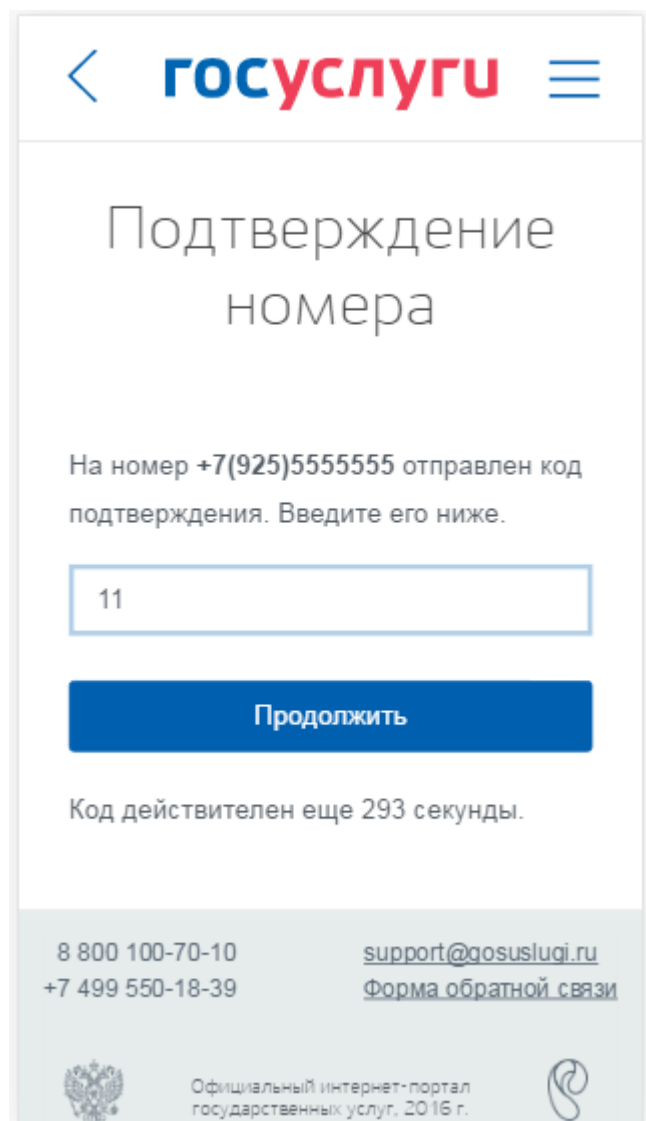 госуслуги
Подтверждение
номера
На номер +7(925)5555555 отправлен код
подтверждения. Введите его ниже.
11
Продолжить
Код действителен еще 293 секунды.
8 800 100-70-10
support@gosuslugi.ru
+7 499 550-18-39
Форма обратной связи
Официальный интернет-портал
государственных услуг, 2016 г.